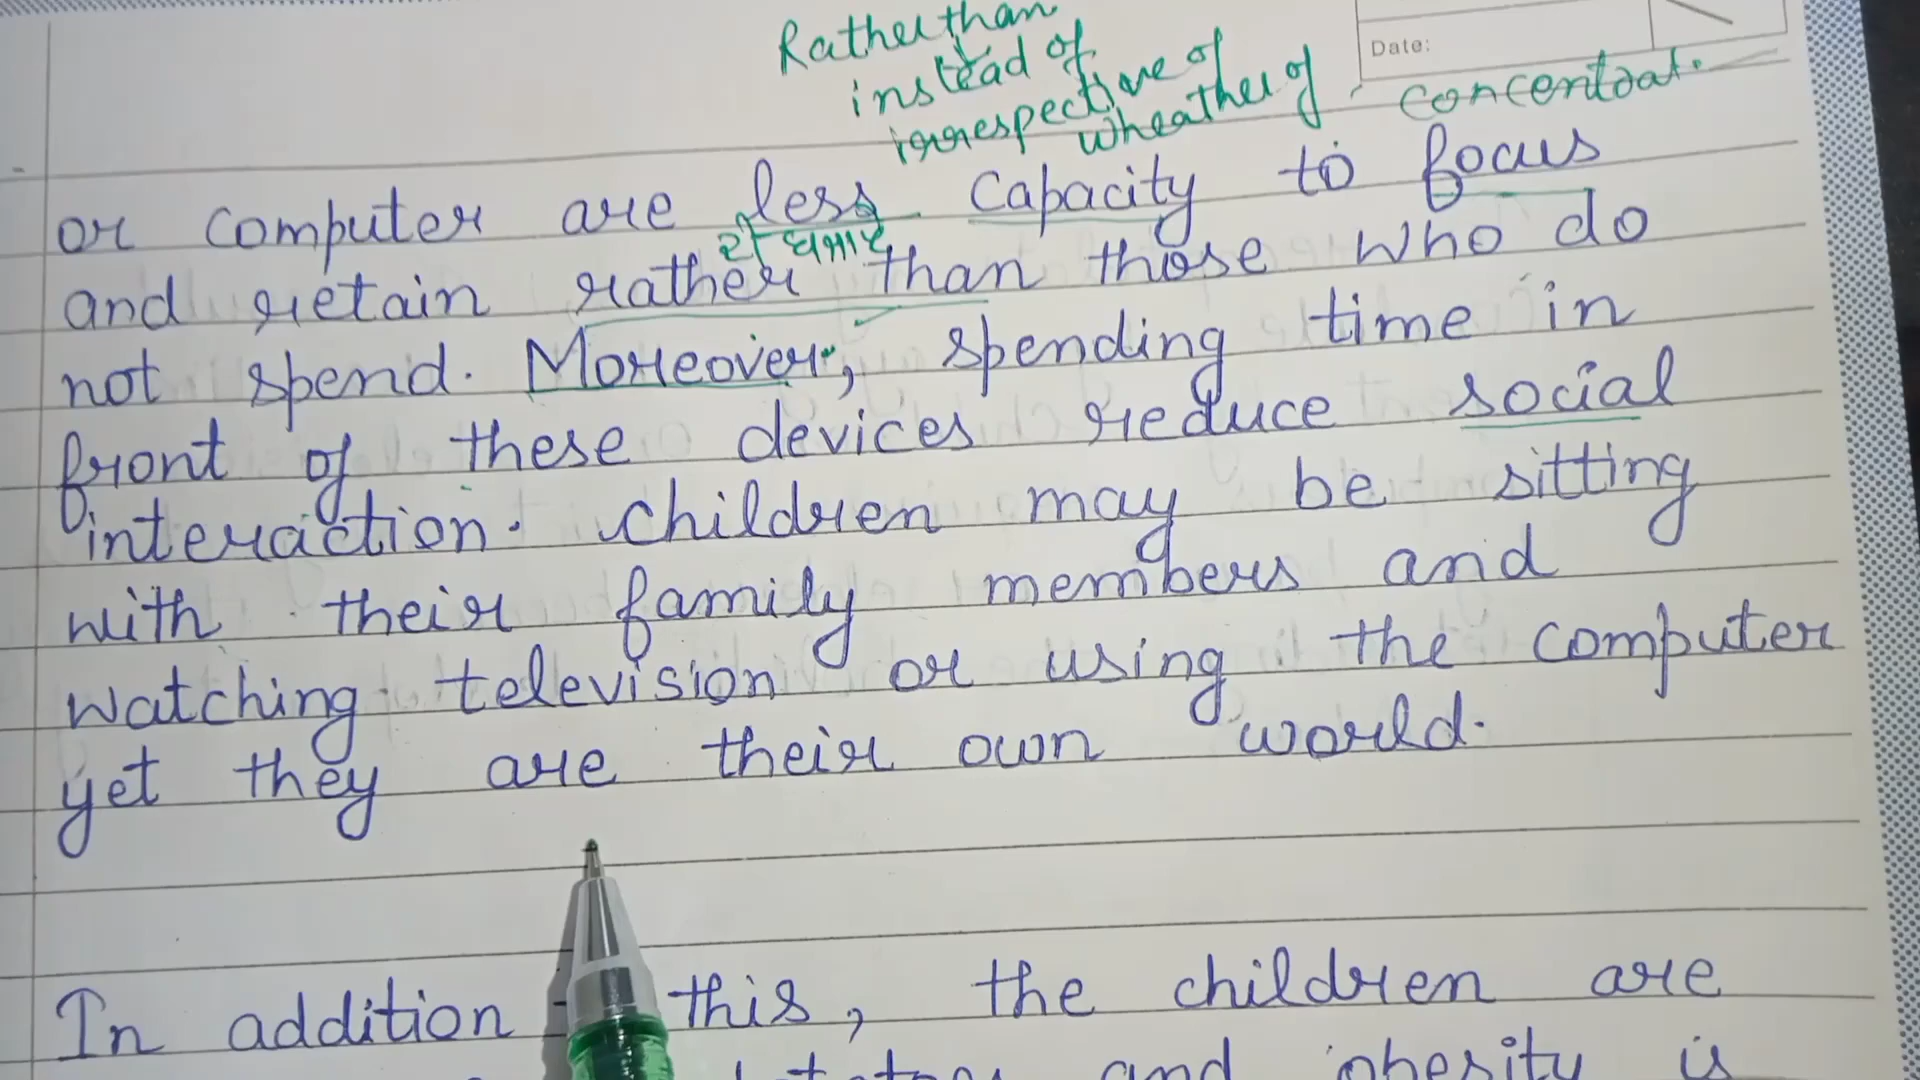 Rather than
instead of
irrespective of
wheather of
Date:
concentrat
or computer are less capacity to focus
and retain rather than those who do
not spend. Moreover, spending time in
front of these devices reduce social
interaction. children may be sitting
with their family members and
watching television or using the computer
yet they are their own world.
In addition this, the children are
and obesity is